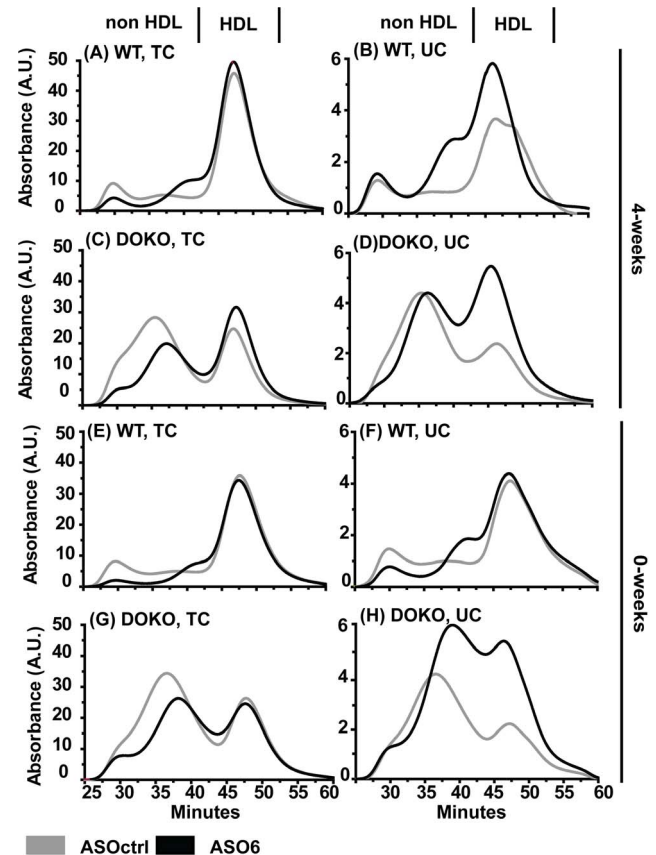 non HDL HDL non HDL HDL
(A) WT, TC (B) WT, UC
Absorbance (A.U.)
50
40
30
20
10
0
6
4
2
0
4-weeks
(C) DOKO, TC (D)DOKO, UC
Absorbance (A.U.)
50
40
30
20
10
0
6
4
2
0
(E) WT, TC (F) WT, UC
Absorbance (A.U.)
50
40
30
20
10
0
6
4
2
0
0-weeks
(G) DOKO, TC (H) DOKO, UC
Absorbance (A.U.)
50
40
30
20
10
0
6
4
2
0
25 30 35 40 45 50 55 60 30 35 40 45 50 55 60
Minutes Minutes
ASOctrl ASO6